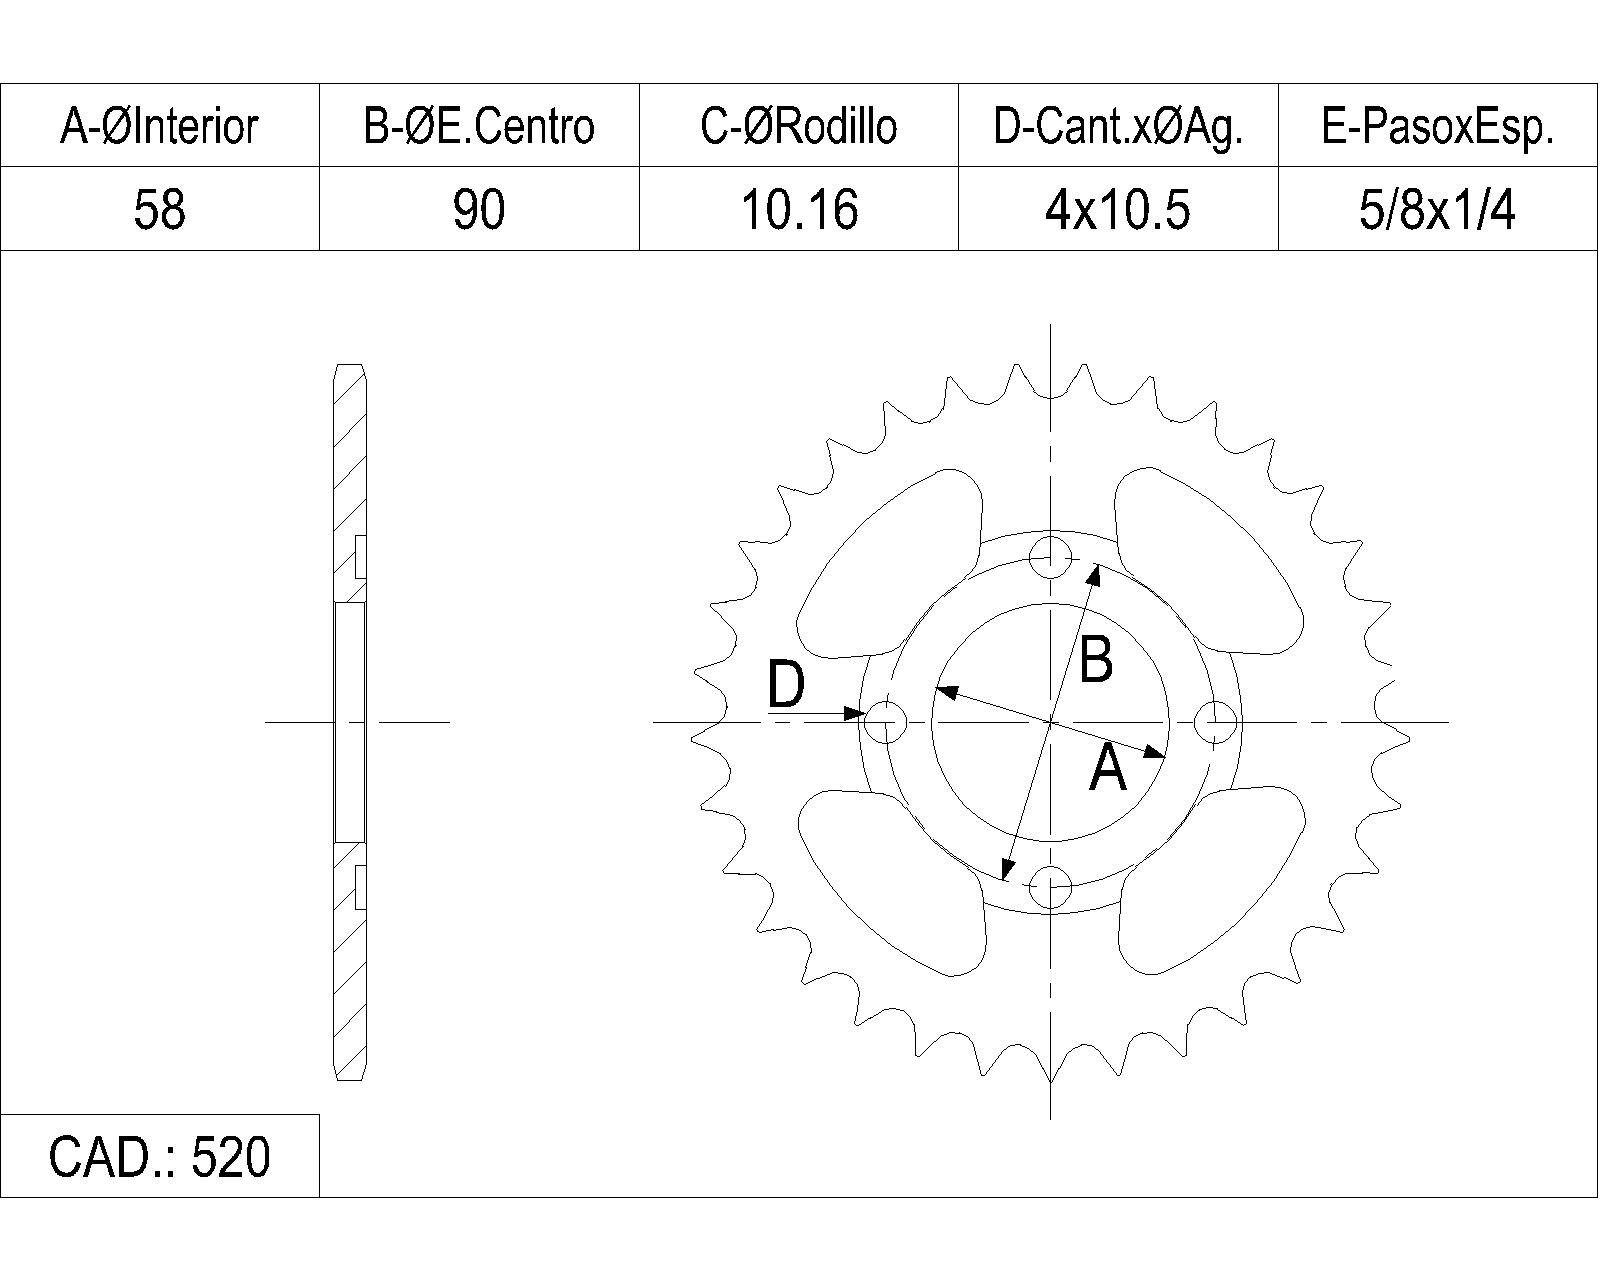 A-ØInterior B-ØE.Centro C-ØRodillo D-Cant.xØAg. E-PasoxEsp.
58 90 10.16 4x10.5 5/8x1/4
B
D
A
CAD.: 520